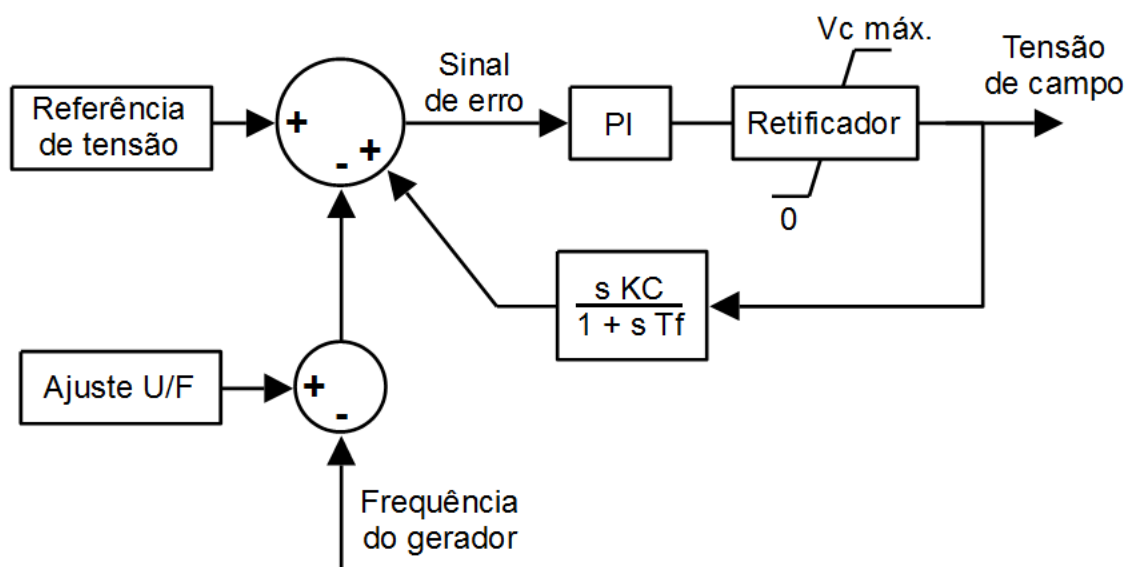 Vc máx.
Tensão
de campo
Sinal
de erro
Referência
de tensão
+
-
+
PI
Retificador
0
s KC
1 + s Tf
Ajuste U/F
+
-
Frequência
do gerador